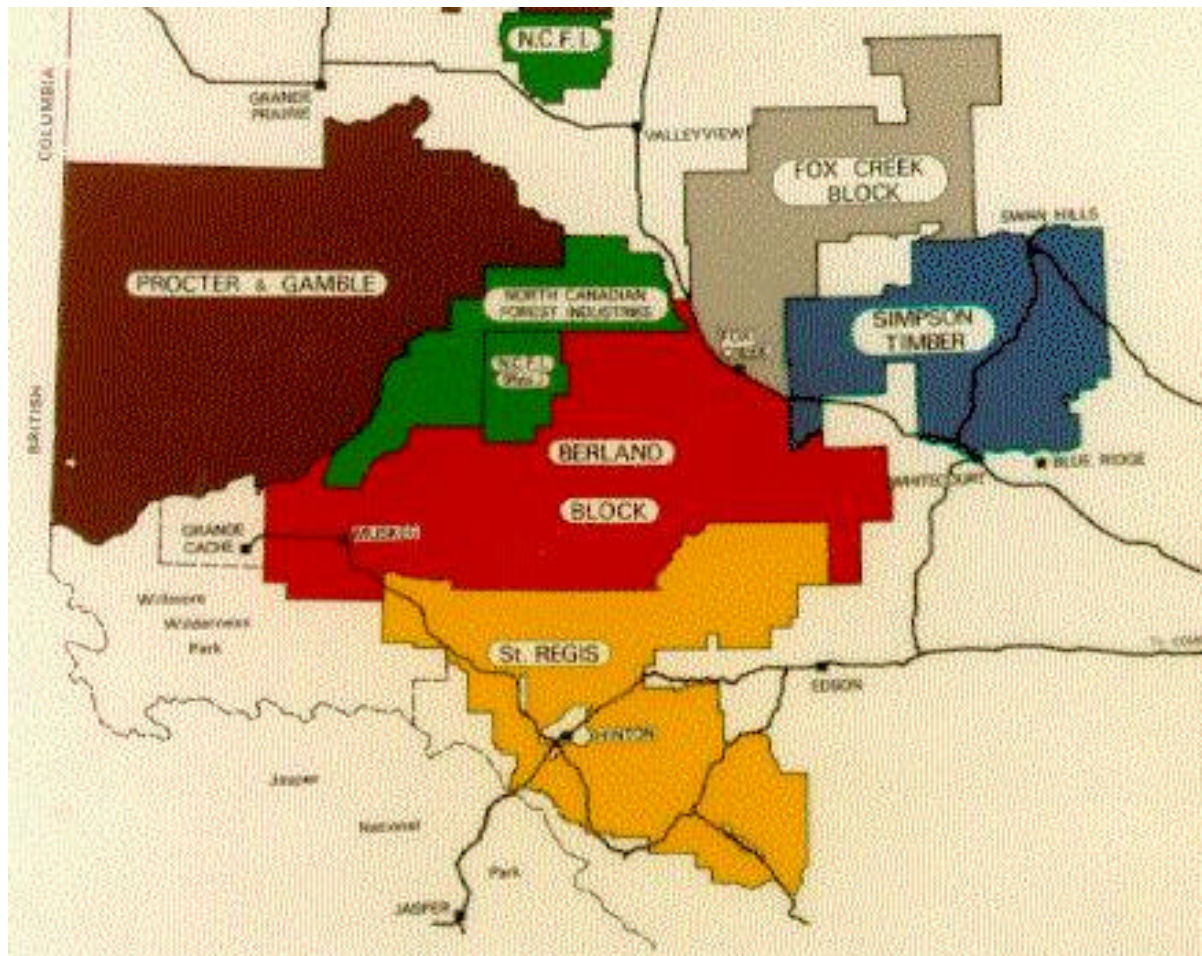 N.C.F.I.
COLUMBIA
GRANDE
PRAIRIE
VALLEYVIEW
FOX CREEK
BLOCK
SWAN HILLS
PROCTER & GAMBLE
NORTH CANADIAN
FOREST INDUSTRIES
SIMPSON
TIMBER
FOX
CREEK
N.C.F.I.
BRITISH
BERLAND
BLOCK
BLUE RIDGE
WHITECOURT
GRANDE
CACHE
MUSKEG
Willmore
Wilderness
Park
St. REGIS
EDSON
HINTON
Jasper
National
Park
JASPER